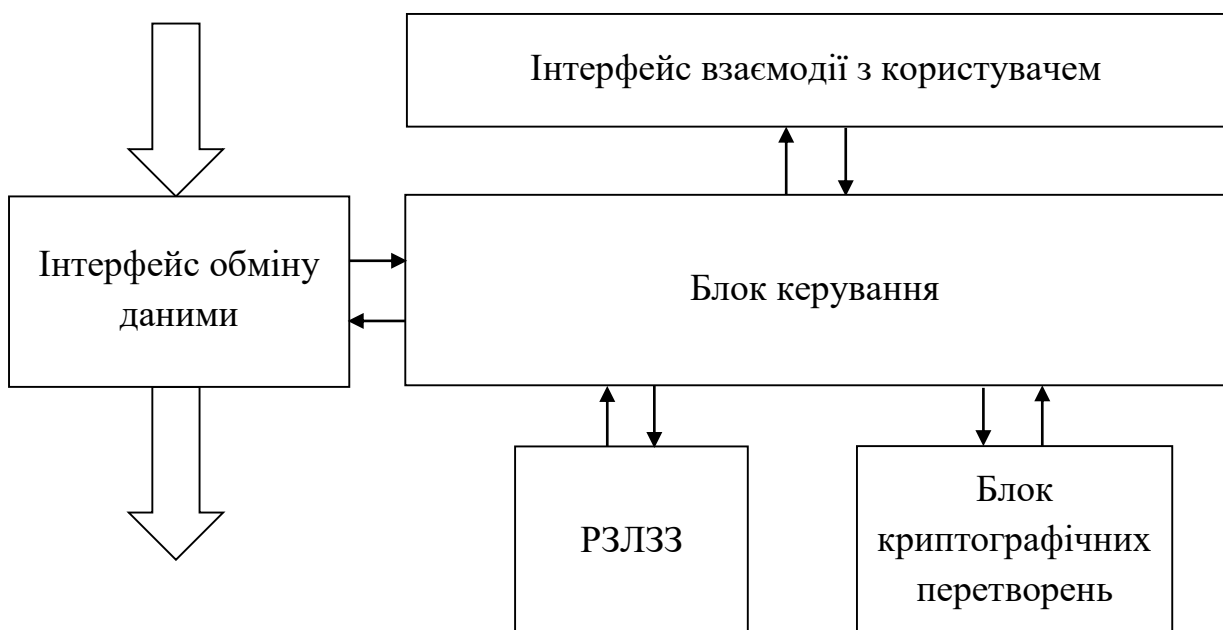 Інтерфейс взаємодії з користувачем
Інтерфейс обміну
даними
Блок керування
РЗЛЗЗ
Блок
криптографічних
перетворень